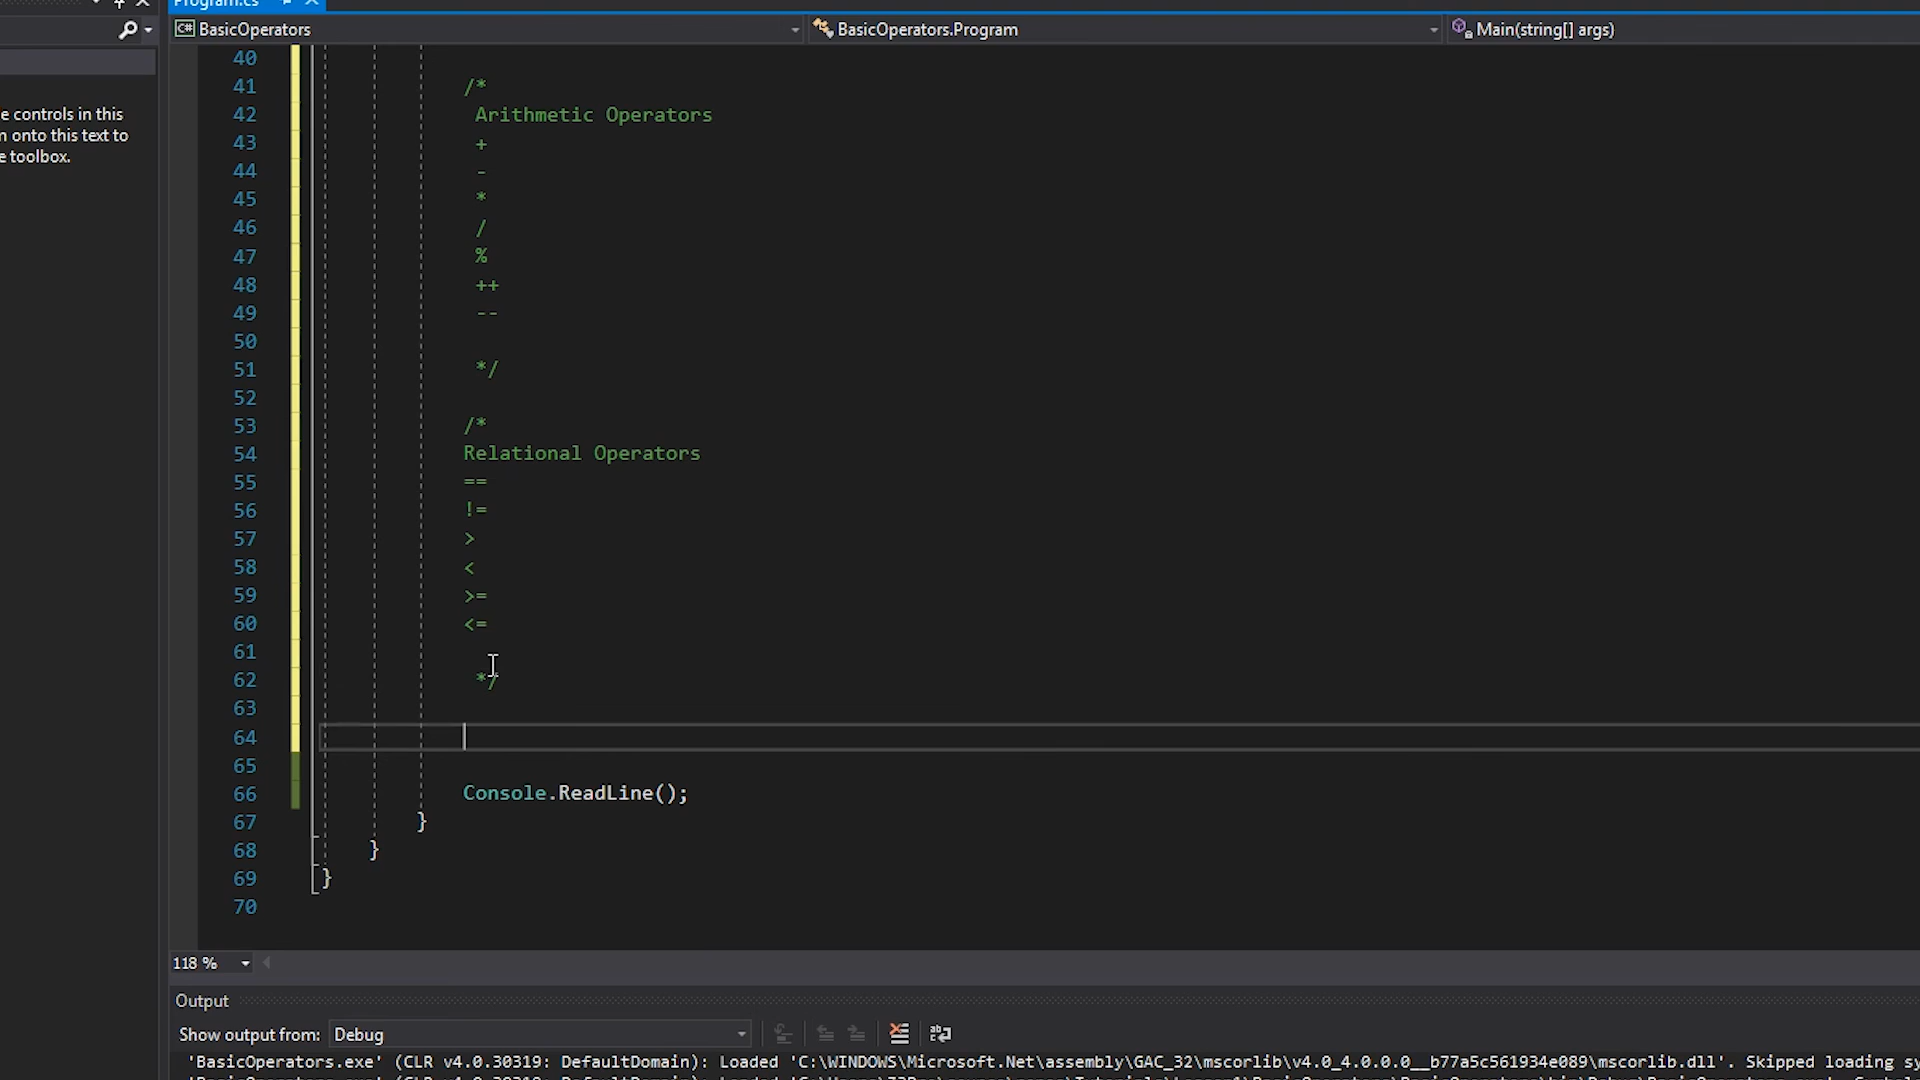 Program.cs
BasicOperators
BasicOperators.Program
Main(string[] args)
e controls in this
n onto this text to
e toolbox.
40
41 /*
42 Arithmetic Operators
43 +
44 -
45 *
46 /
47 %
48 ++
49 --
50
51 */
52
53 /*
54 Relational Operators
55 ==
56 !=
57 >
58 <
59 >=
60 <=
61
62 */
63
64
65
66 Console.ReadLine();
67 }
68 }
69 }
70
118 %
Output
Show output from: Debug
'BasicOperators.exe' (CLR v4.0.30319: DefaultDomain): Loaded 'C:\WINDOWS\Microsoft.Net\assembly\GAC_32\mscorlib\v4.0_4.0.0.0__b77a5c561934e089\mscorlib.dll'. Skipped loading sy